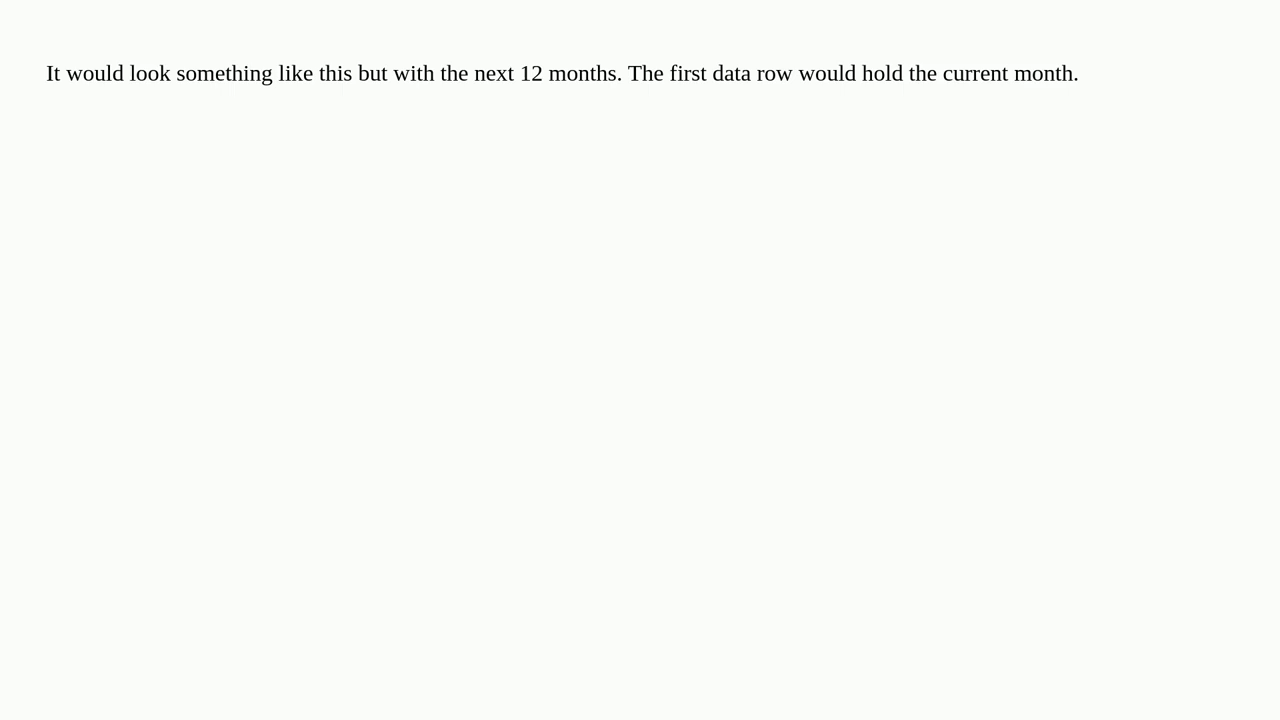 It would look something like this but with the next 12 months. The first data row would hold the current month.